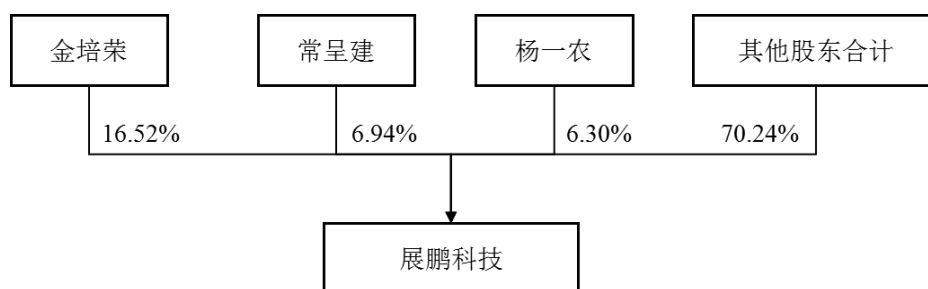 金培荣
常呈建
杨一农
其他股东合计
16.52%
6.94%
6.30%
70.24%
展鹏科技